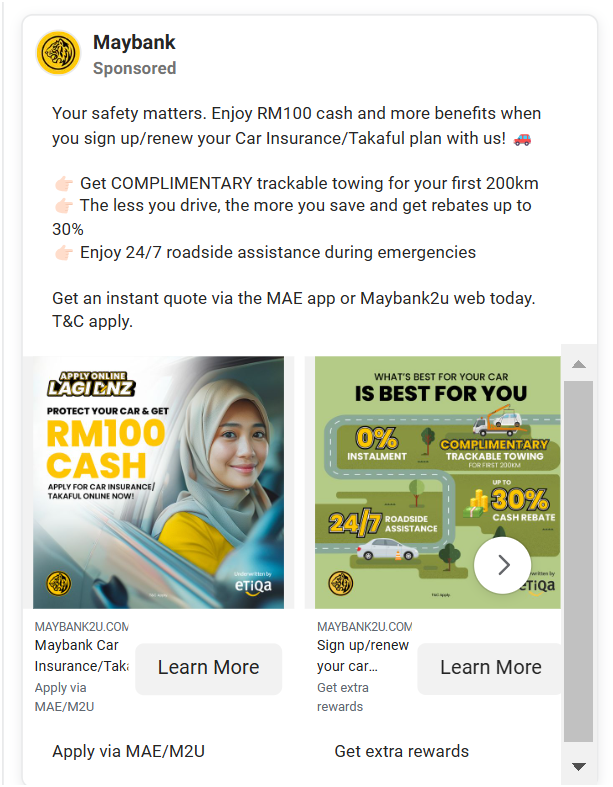 Maybank
Sponsored
Your safety matters. Enjoy RM100 cash and more benefits when
you sign up/renew your Car Insurance/Takaful plan with us! 🚗
👉🏻 Get COMPLIMENTARY trackable towing for your first 200km
👉🏻 The less you drive, the more you save and get rebates up to
30%
👉🏻 Enjoy 24/7 roadside assistance during emergencies
Get an instant quote via the MAE app or Maybank2u web today.
T&C apply.
APPLY ONLINE
LAGI BNZ
PROTECT YOUR CAR & GET
RM100
CASH
APPLY FOR CAR INSURANCE/
TAKAFUL ONLINE NOW!
Underwritten by
eTiQa
T&C apply.
WHAT'S BEST FOR YOUR CAR
IS BEST FOR YOU
0%
INSTALMENT
COMPLIMENTARY
TRACKABLE TOWING
FOR FIRST 200KM
UP TO
30%
CASH REBATE
24/7
ROADSIDE
ASSISTANCE
by
eTiQa
T&C apply.
MAYBANK2U.COM
Maybank Car
Insurance/Taka
Apply via
MAE/M2U
Learn More
MAYBANK2U.COM
Sign up/renew
your car...
Get extra
rewards
Learn More
Apply via MAE/M2U
Get extra rewards